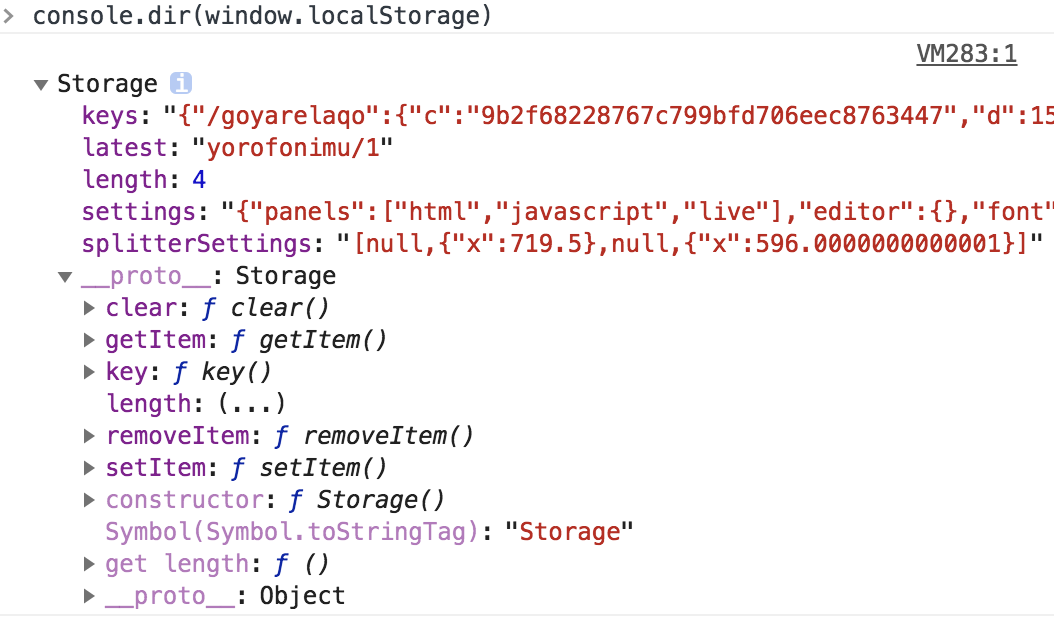 > console.dir(window.localStorage)
VM283:1
▼ Storage i
keys: "{"/goyarelaqo":{"c":"9b2f68228767c799bfd706eec8763447","d":15
latest: "yorofonimu/1"
length: 4
settings: "{"panels":["html","javascript","live"],"editor":{},"font"
splitterSettings: "[null,{"x":719.5},null,{"x":596.0000000000001}]"
▼ __proto__: Storage
▶ clear: ƒ clear()
▶ getItem: ƒ getItem()
▶ key: ƒ key()
length: (...)
▶ removeItem: ƒ removeItem()
▶ setItem: ƒ setItem()
▶ constructor: ƒ Storage()
Symbol(Symbol.toStringTag): "Storage"
▶ get length: ƒ ()
▶ __proto__: Object